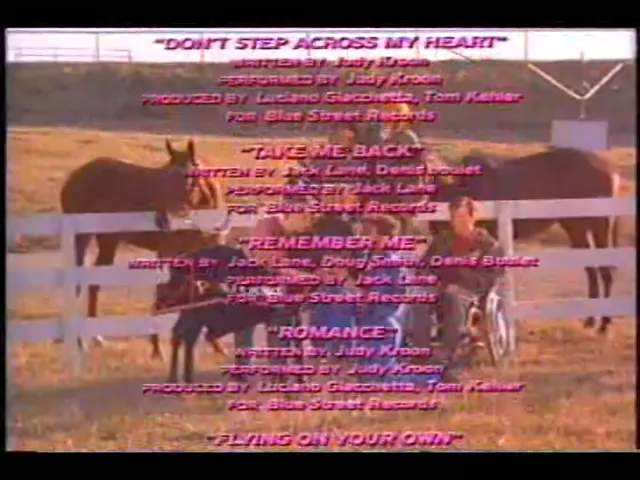 "DON'T STEP ACROSS MY HEART"
WRITTEN BY Judy Kroon
PERFORMED BY Judy Kroon
PRODUCED BY Luciano Giacchetta, Tom Kehler
FOR Blue Street Records
"TAKE ME BACK"
WRITTEN BY Jack Lane, Denis Boulet
PERFORMED BY Jack Lane
FOR Blue Street Records
"REMEMBER ME"
WRITTEN BY Jack Lane, Doug Smith, Denis Boulet
PERFORMED BY Jack Lane
FOR Blue Street Records
"ROMANCE"
WRITTEN BY Judy Kroon
PERFORMED BY Judy Kroon
PRODUCED BY Luciano Giacchetta, Tom Kehler
FOR Blue Street Records
"FLYING ON YOUR OWN"